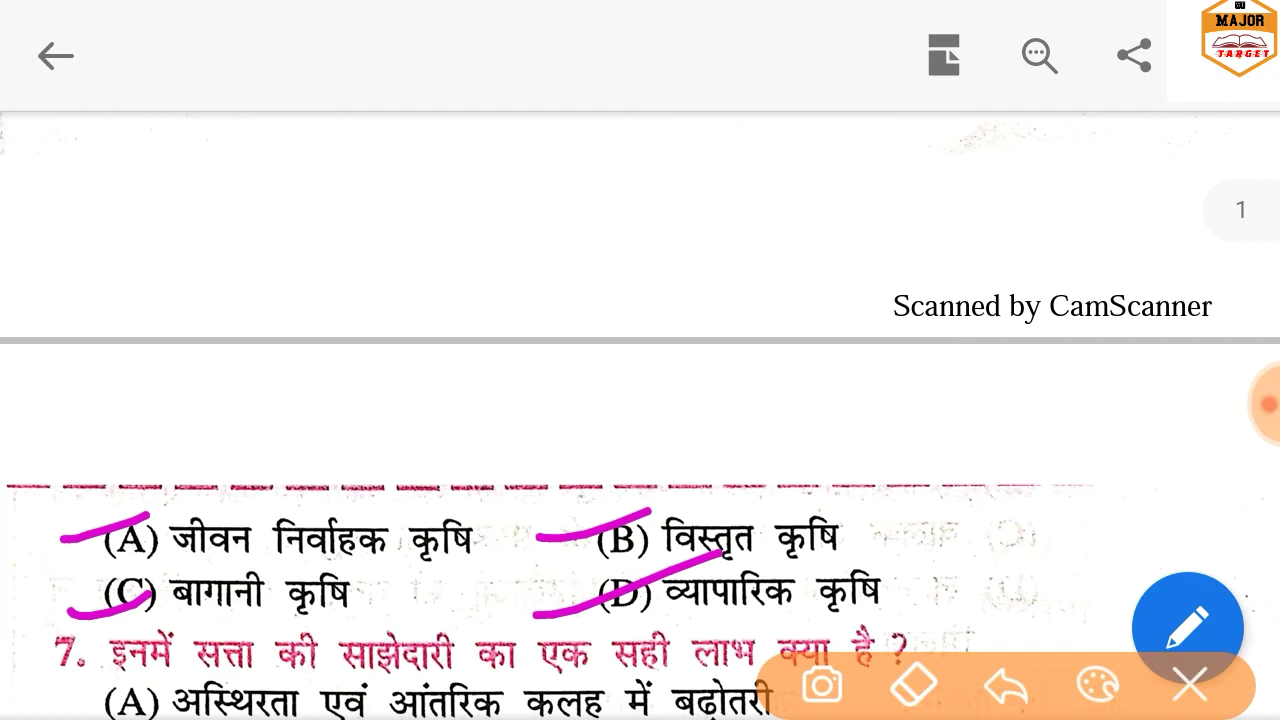 MAJOR
TARGET
1
Scanned by CamScanner
(A) जीवन निर्वाहक कृषि (B) विस्तृत कृषि
(C) बागानी कृषि (D) व्यापारिक कृषि
7. इनमें सत्ता की साझेदारी का एक सही लाभ क्या है ?
(A) अस्थिरता एवं आंतरिक कलह में बढ़ोतरी